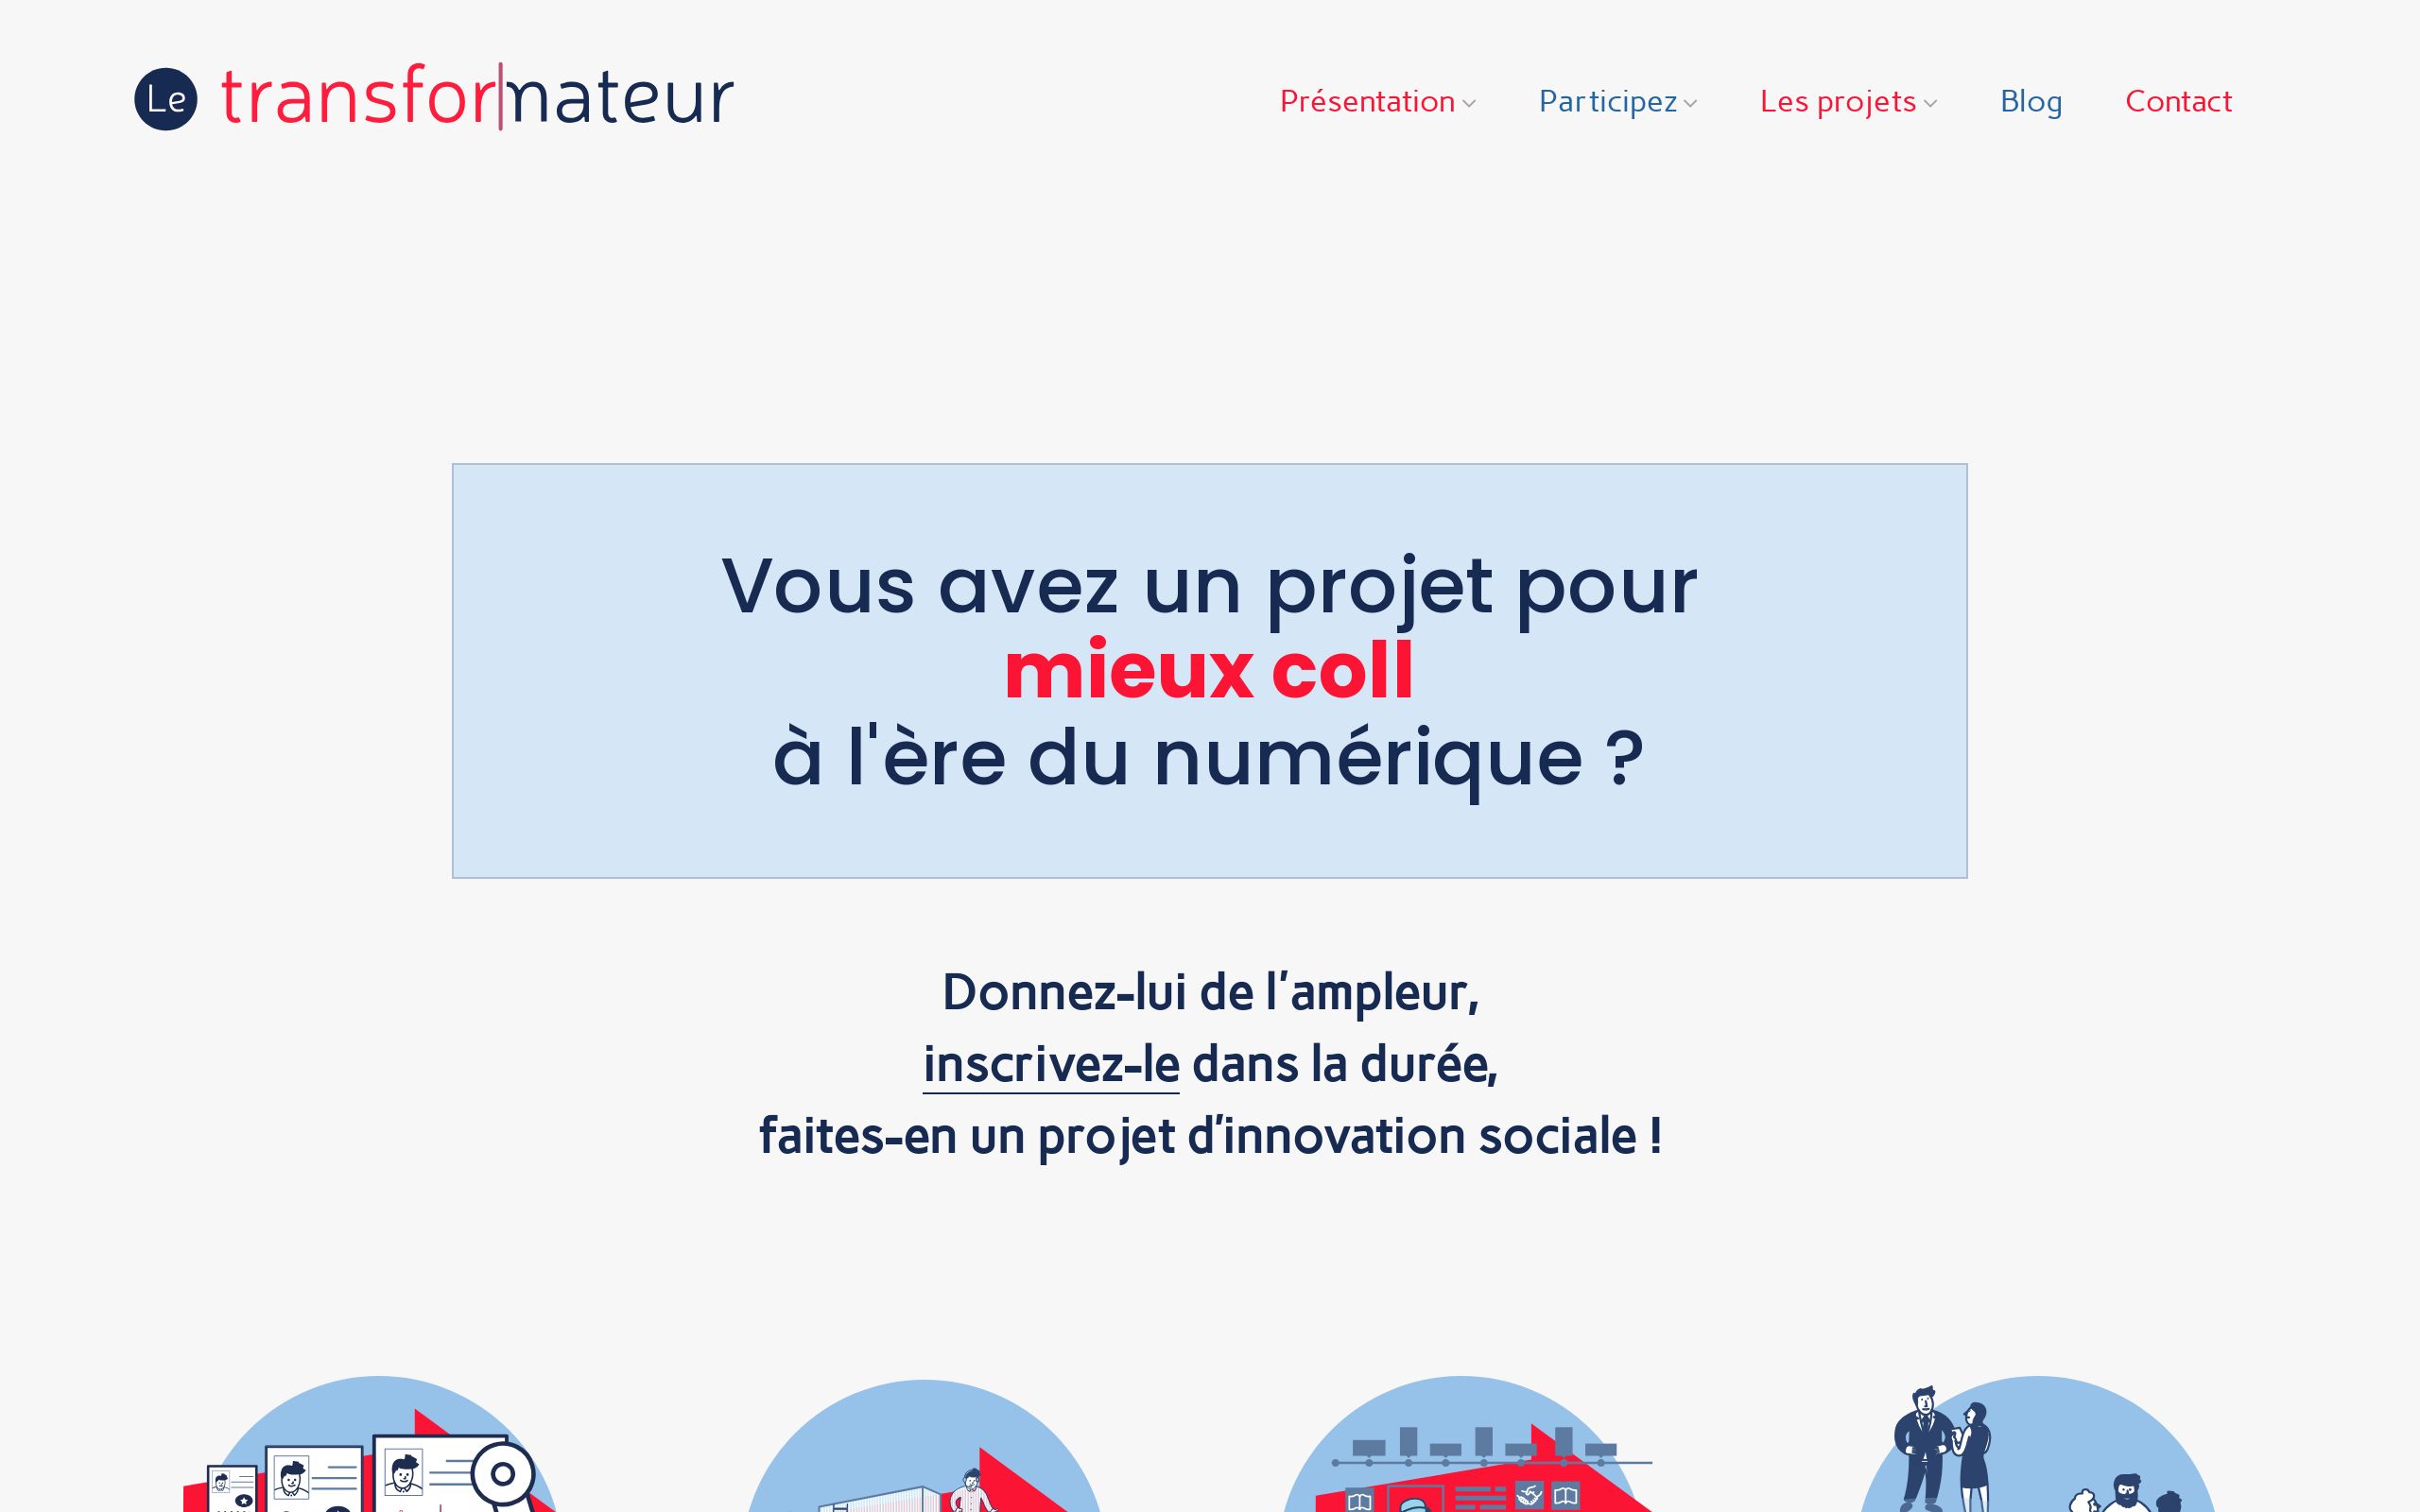 Le transformateur
Présentation Participez Les projets Blog Contact
Vous avez un projet pour
mieux coll
à l'ère du numérique ?
Donnez-lui de l'ampleur,
inscrivez-le dans la durée,
faites-en un projet d'innovation sociale !